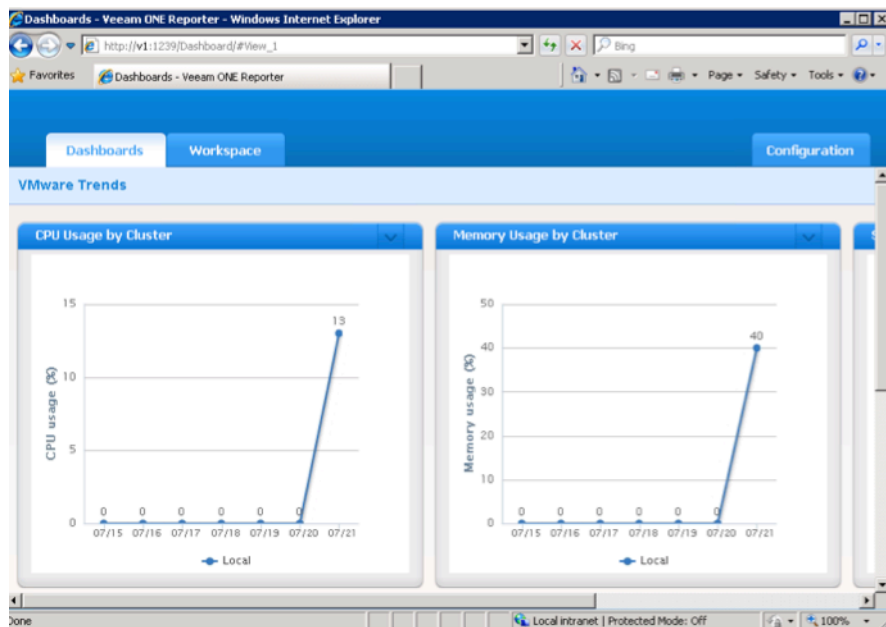 Dashboards - Veeam ONE Reporter - Windows Internet Explorer
http://v1:1239/Dashboard/#View_1
Bing
Favorites
Dashboards - Veeam ONE Reporter
Page
Safety
Tools
Dashboards
Workspace
Configuration
VMware Trends
CPU Usage by Cluster
15
10
5
0
CPU usage (%)
0 0 0 0 0 0 13
07/15 07/16 07/17 07/18 07/19 07/20 07/21
Local
Memory Usage by Cluster
50
40
30
20
10
0
Memory usage (%)
0 0 0 0 0 0 40
07/15 07/16 07/17 07/18 07/19 07/20 07/21
Local
Done
Local intranet | Protected Mode: Off
100%